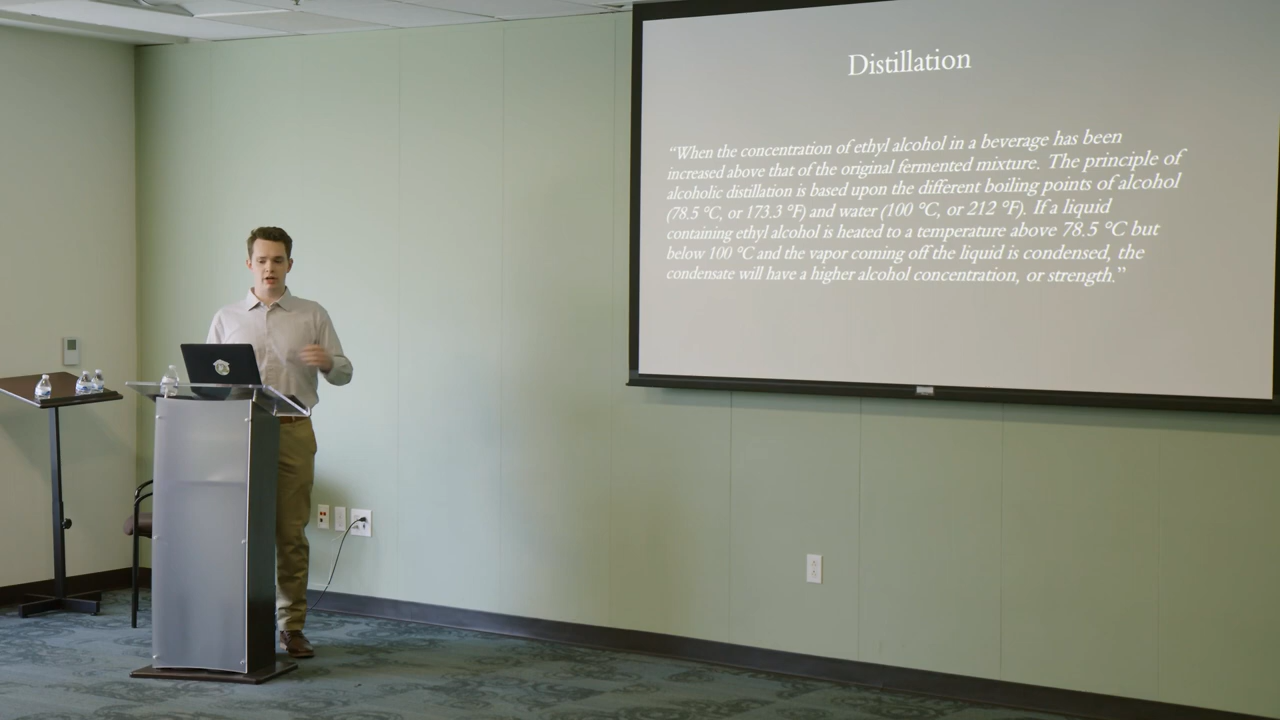 Distillation
“When the concentration of ethyl alcohol in a beverage has been
increased above that of the original fermented mixture. The principle of
alcoholic distillation is based upon the different boiling points of alcohol
(78.5 °C, or 173.3 °F) and water (100 °C, or 212 °F). If a liquid
containing ethyl alcohol is heated to a temperature above 78.5 °C but
below 100 °C and the vapor coming off the liquid is condensed, the
condensate will have a higher alcohol concentration, or strength.”